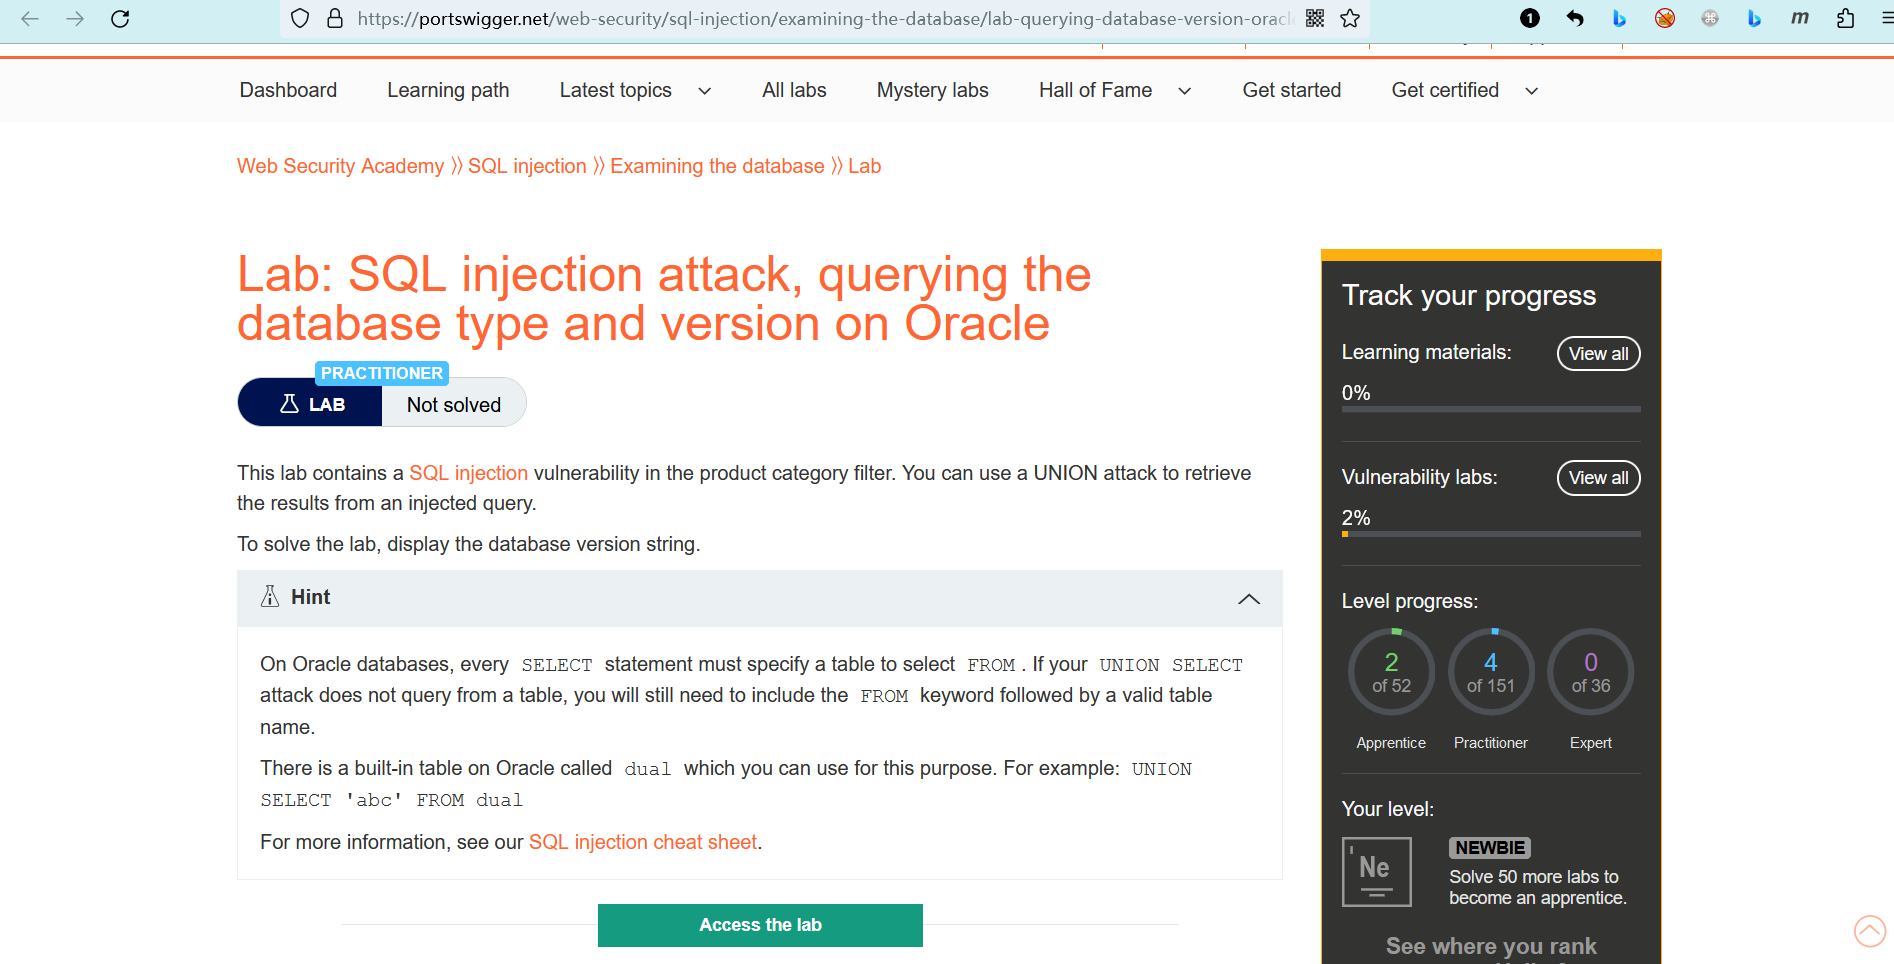 https://portswigger.net/web-security/sql-injection/examining-the-database/lab-querying-database-version-oracle
1
m
Dashboard Learning path Latest topics All labs Mystery labs Hall of Fame Get started Get certified
Web Security Academy » SQL injection » Examining the database » Lab
Lab: SQL injection attack, querying the
database type and version on Oracle
PRACTITIONER
LAB Not solved
This lab contains a SQL injection vulnerability in the product category filter. You can use a UNION attack to retrieve
the results from an injected query.
To solve the lab, display the database version string.
Hint
On Oracle databases, every SELECT statement must specify a table to select FROM. If your UNION SELECT
attack does not query from a table, you will still need to include the FROM keyword followed by a valid table
name.
There is a built-in table on Oracle called dual which you can use for this purpose. For example: UNION
SELECT 'abc' FROM dual
For more information, see our SQL injection cheat sheet.
Access the lab
Track your progress
Learning materials: View all
0%
Vulnerability labs: View all
2%
Level progress:
2 4 0
of 52 of 151 of 36
Apprentice Practitioner Expert
Your level:
Ne
NEWBIE
Solve 50 more labs to
become an apprentice.
See where you rank